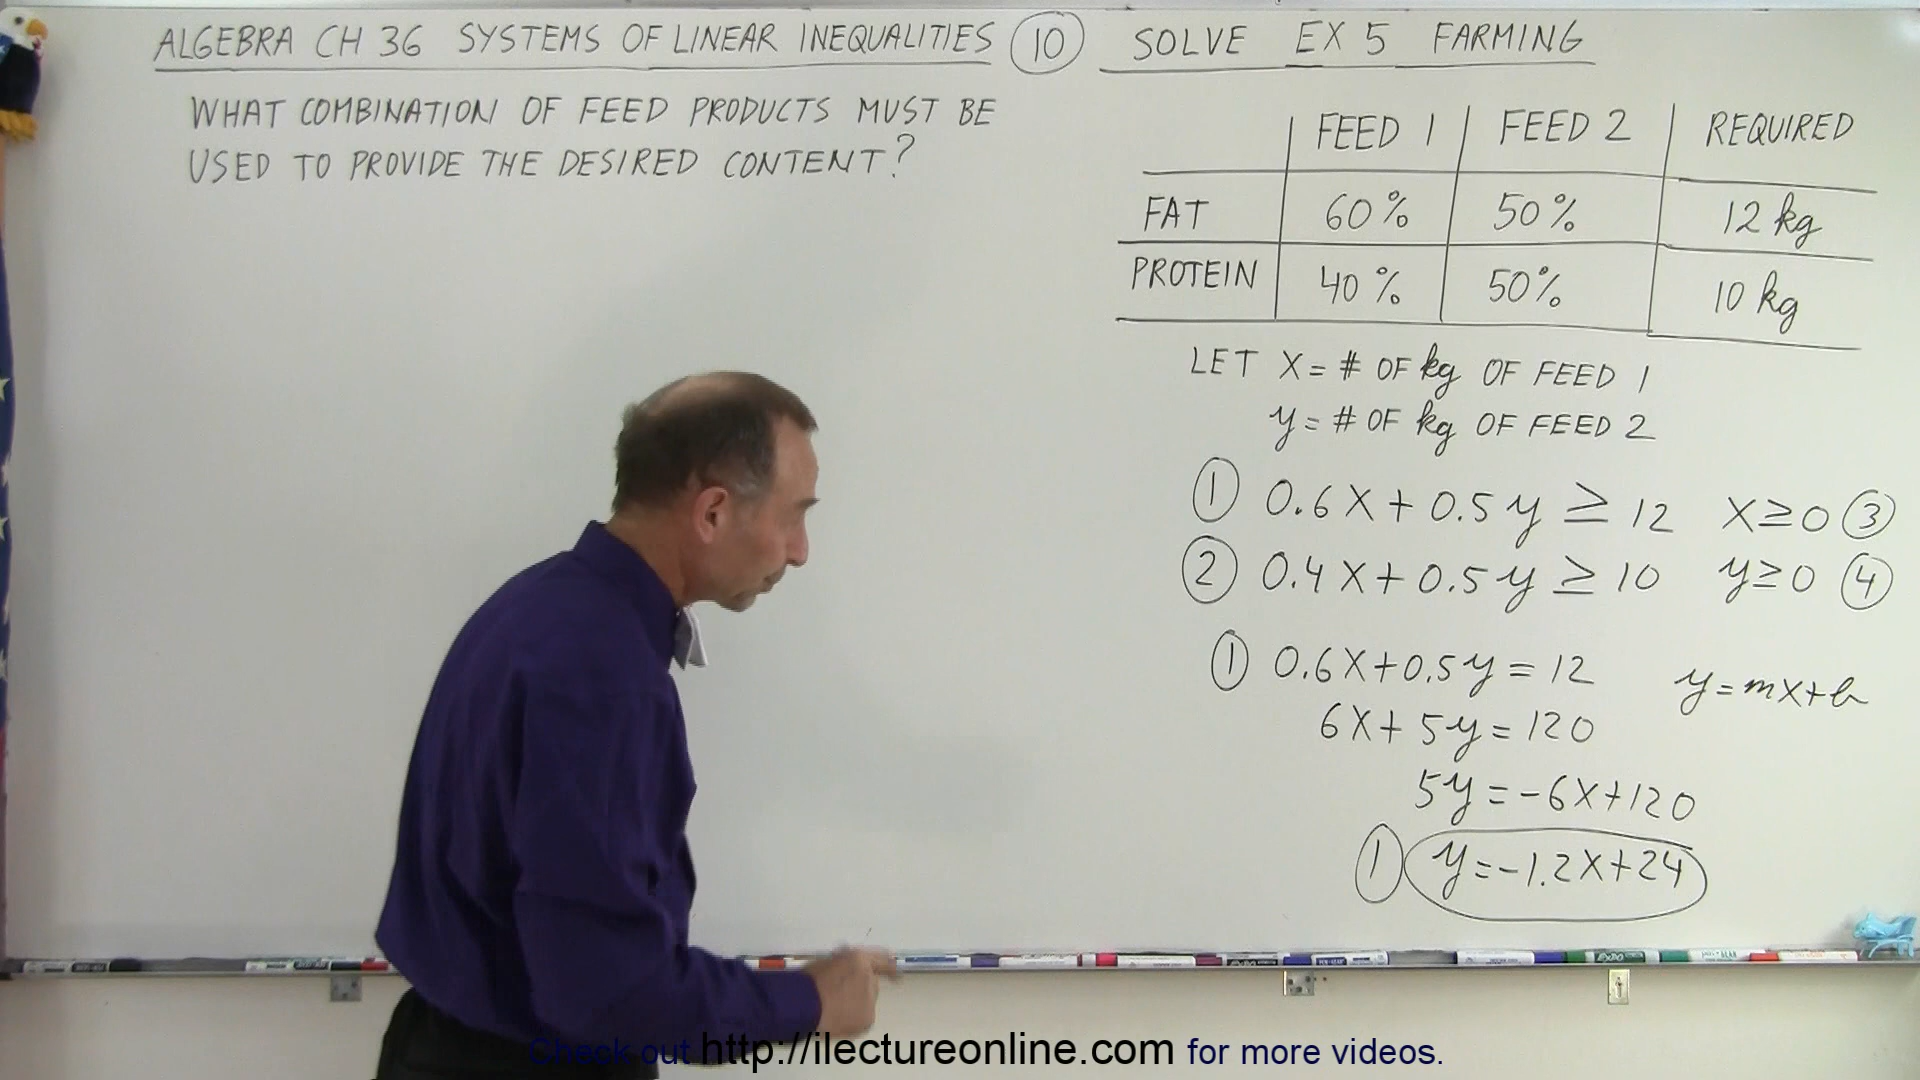 ALGEBRA CH 36 SYSTEMS OF LINEAR INEQUALITIES 10 SOLVE EX 5 FARMING
WHAT COMBINATION OF FEED PRODUCTS MUST BE
USED TO PROVIDE THE DESIRED CONTENT?
FEED 1 FEED 2 REQUIRED
FAT 60% 50% 12 kg
PROTEIN 40% 50% 10 kg
LET X = # OF kg OF FEED 1
y = # OF kg OF FEED 2
① 0.6X + 0.5y ≥ 12 X ≥ 0 ③
② 0.4X + 0.5y ≥ 10 y ≥ 0 ④
① 0.6X + 0.5y = 12 y = mX + b
6X + 5y = 120
5y = -6X + 120
① y = -1.2X + 24
Check out http://ilectureonline.com for more videos.